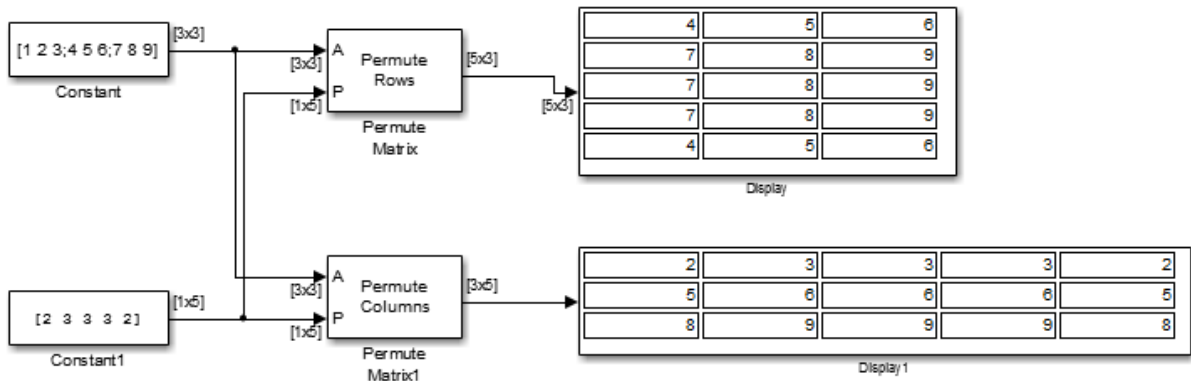 [1 2 3;4 5 6;7 8 9]
Constant
[3x3]
[3x3]
[1x5]
A
P
Permute
Rows
Permute
Matrix
[5x3]
[5x3]
4 5 6
7 8 9
7 8 9
7 8 9
4 5 6
Display
[2 3 3 3 2]
Constant1
[1x5]
[3x3]
[1x5]
A
P
Permute
Columns
Permute
Matrix1
[3x5]
2 3 3 3 2
5 6 6 6 5
8 9 9 9 8
Display1